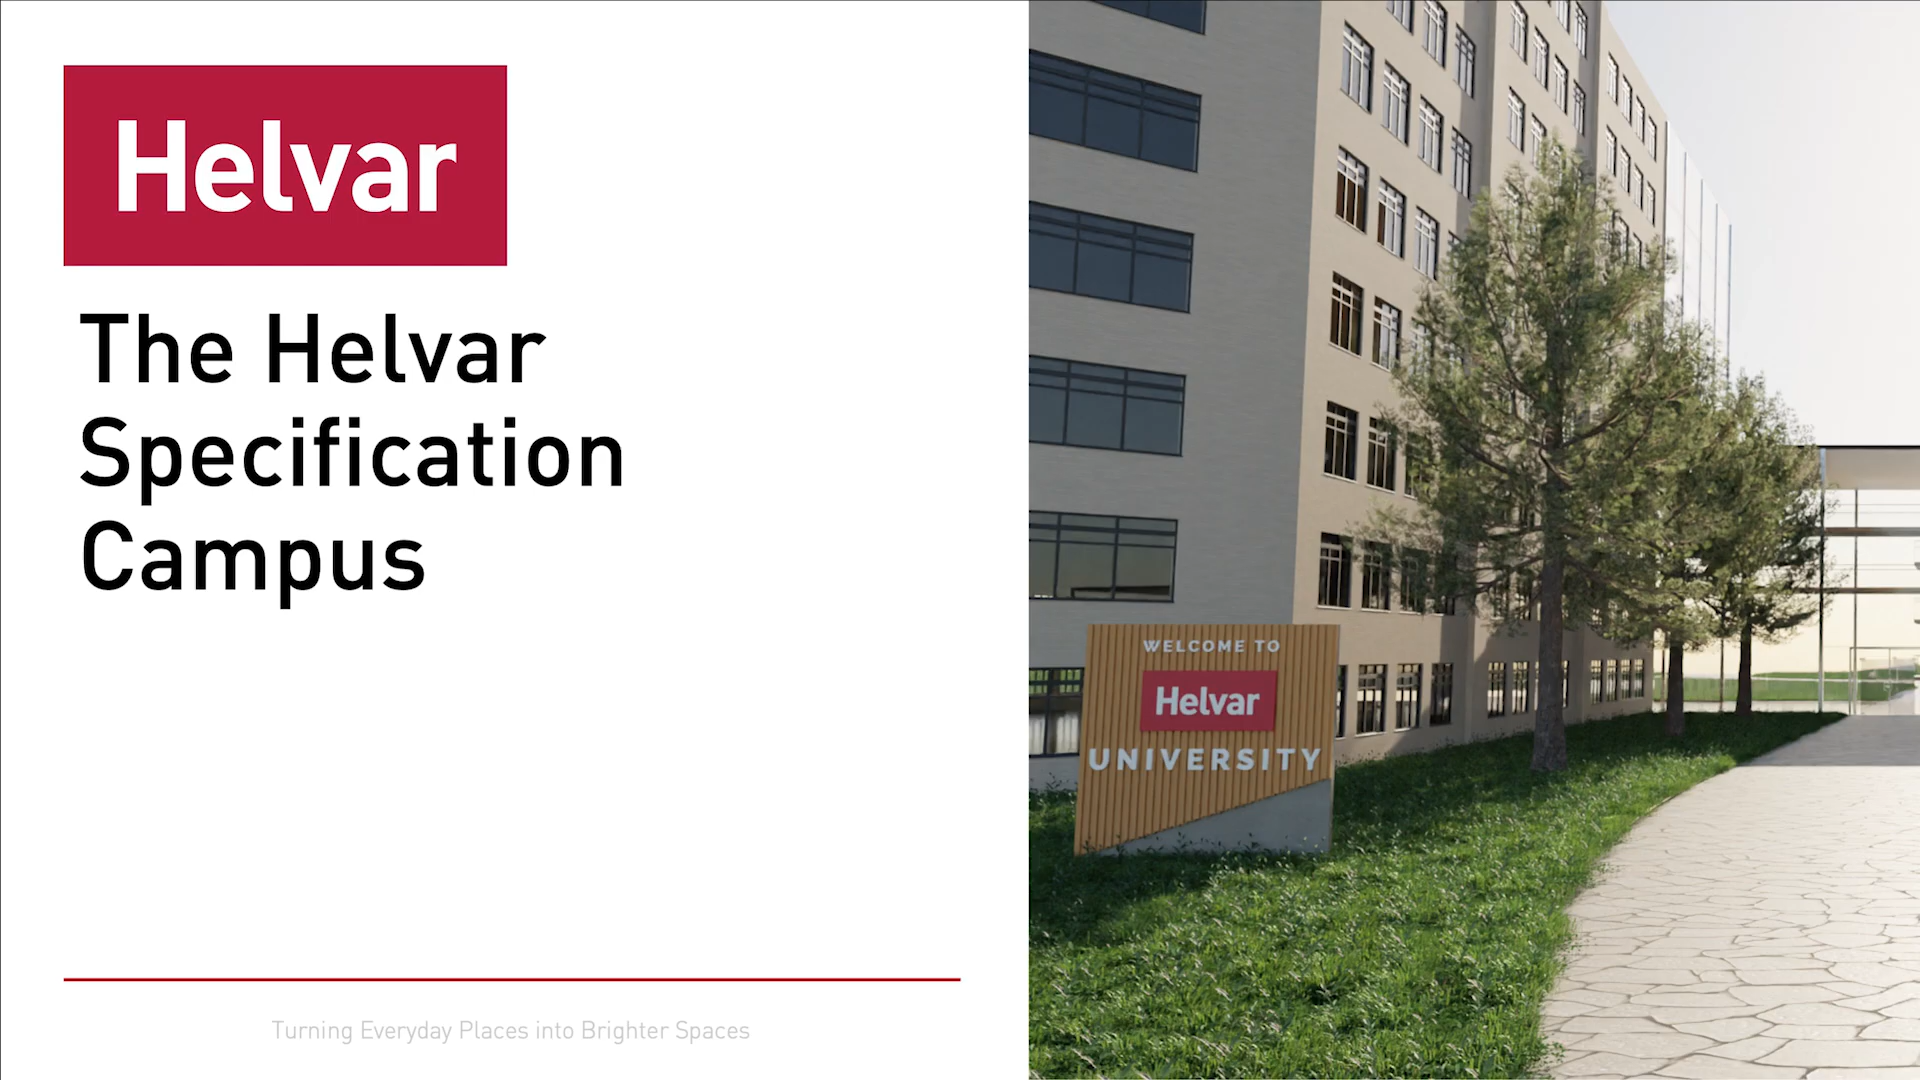 Helvar
The Helvar
Specification
Campus
Turning Everyday Places into Brighter Spaces
WELCOME TO
Helvar
UNIVERSITY